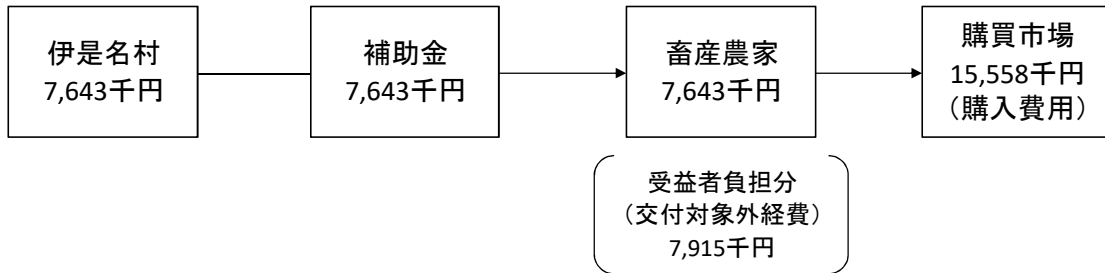 伊是名村
7,643千円
補助金
7,643千円
畜産農家
7,643千円
購買市場
15,558千円
（購入費用）
受益者負担分
（交付対象外経費）
7,915千円